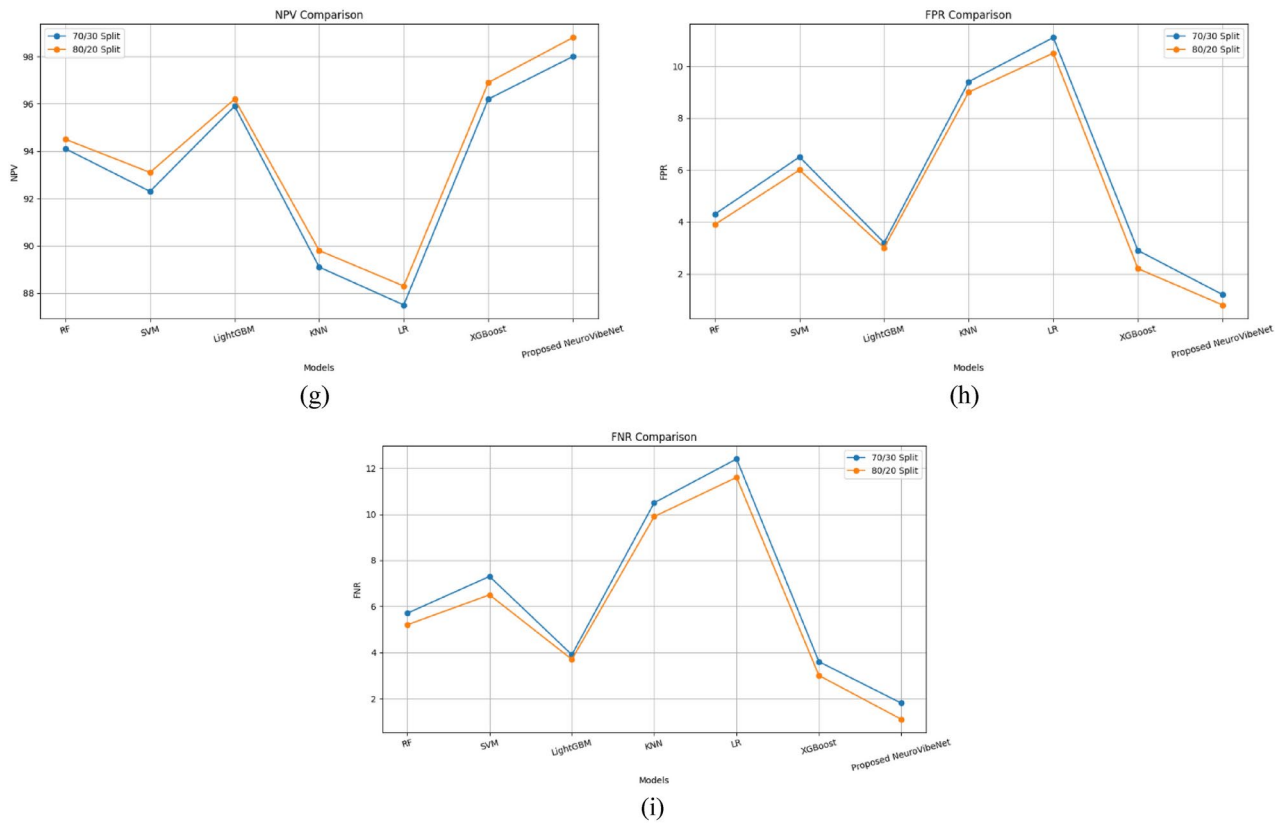 NPV Comparison
70/30 Split
80/20 Split
98
96
94
92
90
88
NPV
RF
SVM
LightGBM
KNN
LR
XGBoost
Proposed NeuroVibeNet
Models
(g)
FPR Comparison
70/30 Split
80/20 Split
10
8
6
4
2
FPR
RF
SVM
LightGBM
KNN
LR
XGBoost
Proposed NeuroVibeNet
Models
(h)
FNR Comparison
70/30 Split
80/20 Split
12
10
8
6
4
2
FNR
RF
SVM
LightGBM
KNN
LR
XGBoost
Proposed NeuroVibeNet
Models
(i)